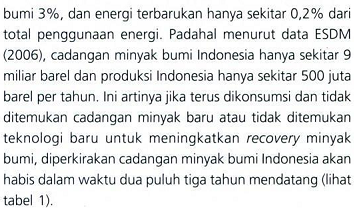 bumi 3%, dan energi terbarukan hanya sekitar 0,2% dari
total penggunaan energi. Padahal menurut data ESDM
(2006), cadangan minyak bumi Indonesia hanya sekitar 9
miliar barel dan produksi Indonesia hanya sekitar 500 juta
barel per tahun. Ini artinya jika terus dikonsumsi dan tidak
ditemukan cadangan minyak baru atau tidak ditemukan
teknologi baru untuk meningkatkan recovery minyak
bumi, diperkirakan cadangan minyak bumi Indonesia akan
habis dalam waktu dua puluh tiga tahun mendatang (lihat
tabel 1).